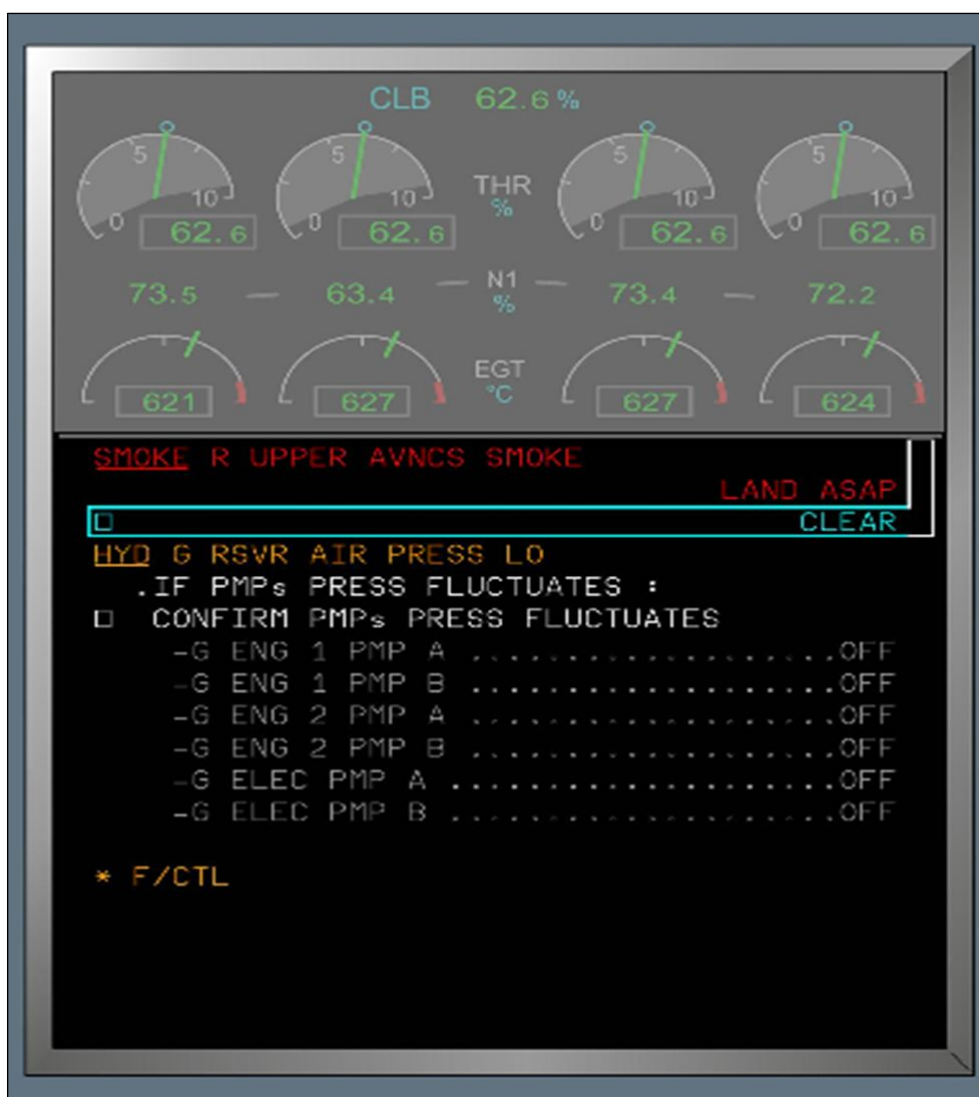 CLB 62.6%
5 5 5 5
10 10 THR 10 10
0 0 % 0 0
62.6 62.6 62.6 62.6
73.5 63.4 N1 73.4 72.2
%
EGT
621 627 °C 627 624
SMOKE R UPPER AVNCS SMOKE
LAND ASAP
CLEAR
HYD G RSVR AIR PRESS LO
.IF PMPs PRESS FLUCTUATES :
CONFIRM PMPs PRESS FLUCTUATES
-G ENG 1 PMP A ...................OFF
-G ENG 1 PMP B ...................OFF
-G ENG 2 PMP A ...................OFF
-G ENG 2 PMP B ...................OFF
-G ELEC PMP A ....................OFF
-G ELEC PMP B ....................OFF
* F/CTL